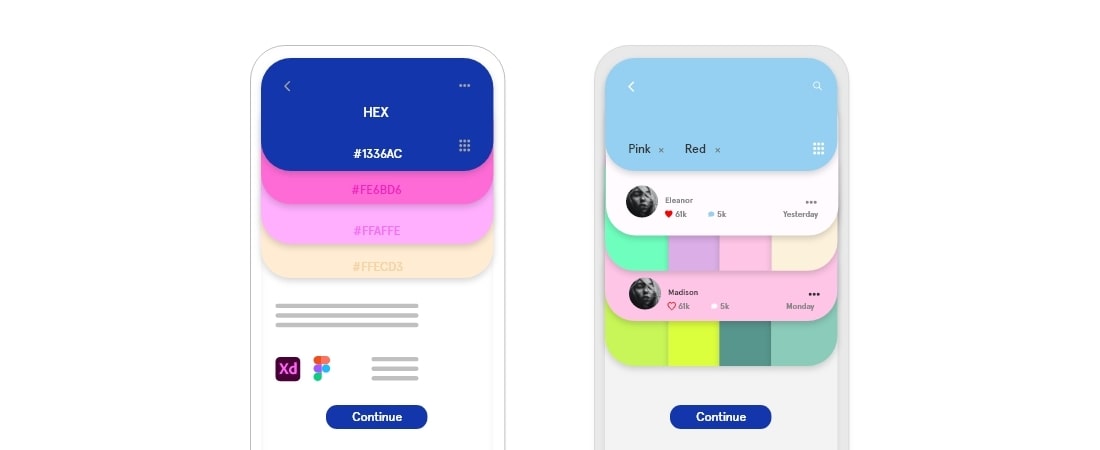 HEX
#1336AC
#FE6BD6
#FFAFFE
#FFECD3
Xd
Continue
Pink × Red ×
Eleanor
61k 5k Yesterday
Madison
61k 5k Monday
Continue